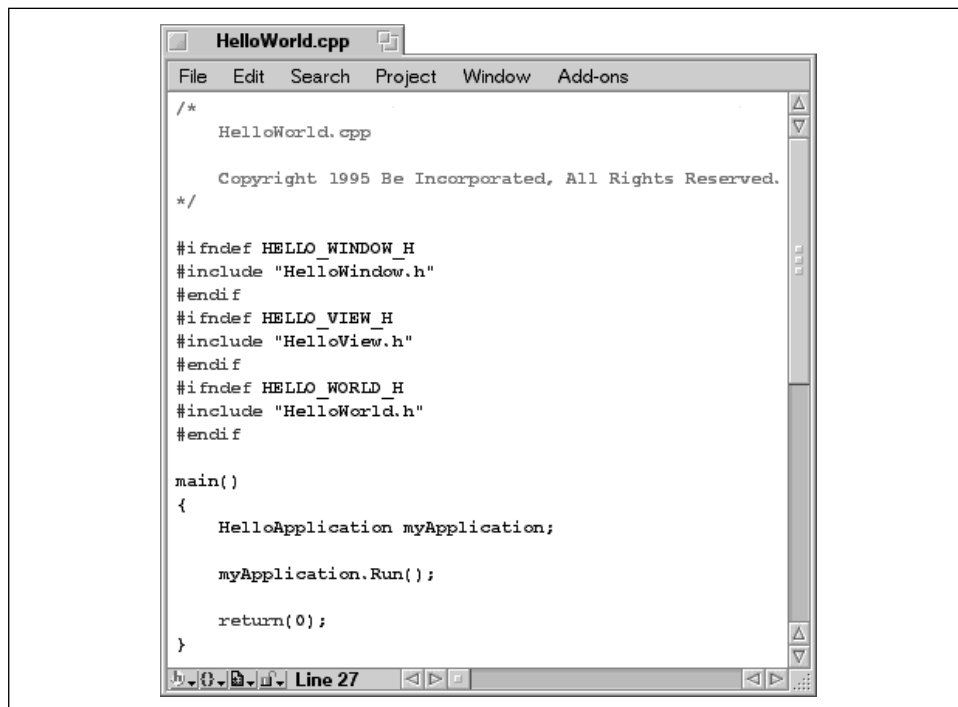 HelloWorld.cpp
File Edit Search Project Window Add-ons
/*
HelloWorld.cpp
Copyright 1995 Be Incorporated, All Rights Reserved.
*/
#ifndef HELLO_WINDOW_H
#include "HelloWindow.h"
#endif
#ifndef HELLO_VIEW_H
#include "HelloView.h"
#endif
#ifndef HELLO_WORLD_H
#include "HelloWorld.h"
#endif
main()
{
HelloApplication myApplication;
myApplication.Run();
return(0);
}
Line 27